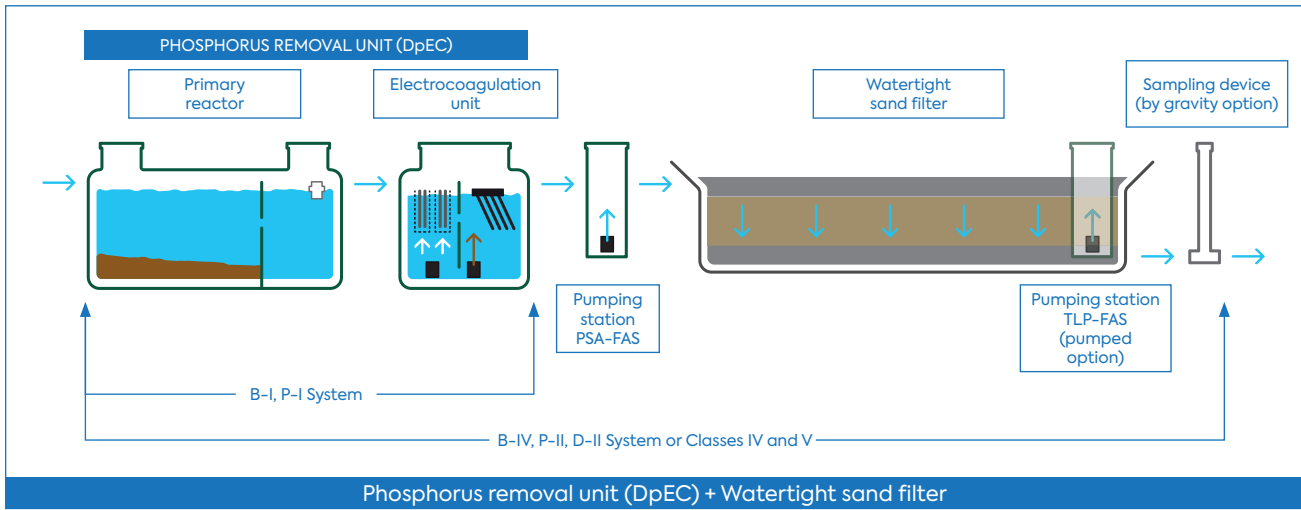 PHOSPHORUS REMOVAL UNIT (DpEC)
Primary
reactor
Electrocoagulation
unit
Watertight
sand filter
Sampling device
(by gravity option)
Pumping
station
PSA-FAS
Pumping station
TLP-FAS
(pumped
option)
B-I, P-I System
B-IV, P-II, D-II System or Classes IV and V
Phosphorus removal unit (DpEC) + Watertight sand filter